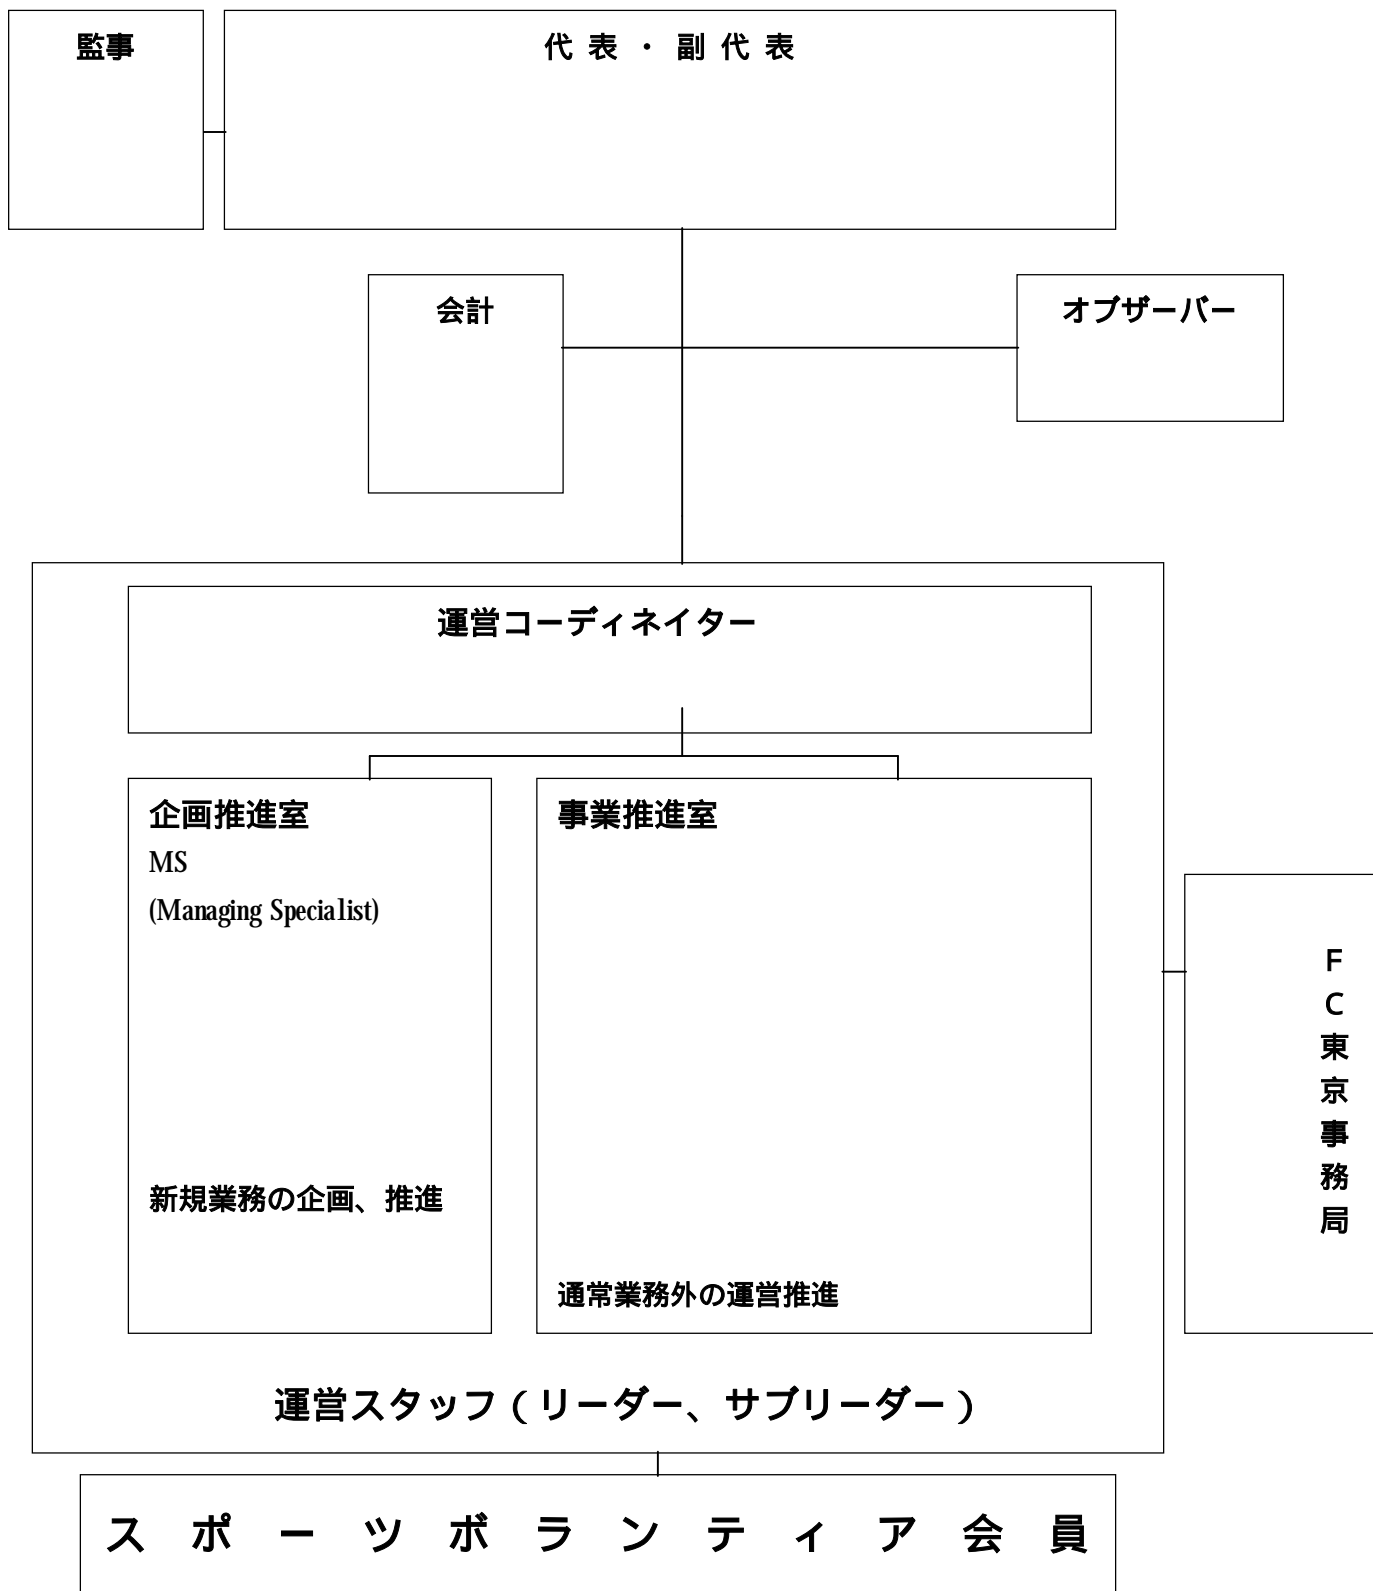 監事
代 表 ・ 副 代 表
会計
オブザーバー
運営コーディネイター
企画推進室
MS
(Managing Specialist)
新規業務の企画、推進
事業推進室
通常業務外の運営推進
FC東京事務局
運営スタッフ（リーダー、サブリーダー）
スポーツボランティア会員